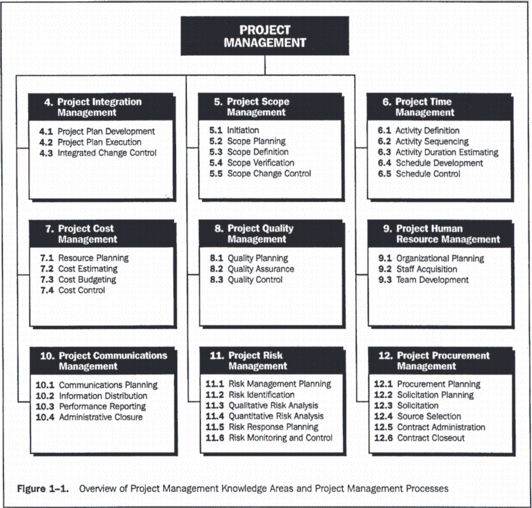 PROJECT
MANAGEMENT
4. Project Integration
Management
4.1 Project Plan Development
4.2 Project Plan Execution
4.3 Integrated Change Control
5. Project Scope
Management
5.1 Initiation
5.2 Scope Planning
5.3 Scope Definition
5.4 Scope Verification
5.5 Scope Change Control
6. Project Time
Management
6.1 Activity Definition
6.2 Activity Sequencing
6.3 Activity Duration Estimating
6.4 Schedule Development
6.5 Schedule Control
7. Project Cost
Management
7.1 Resource Planning
7.2 Cost Estimating
7.3 Cost Budgeting
7.4 Cost Control
8. Project Quality
Management
8.1 Quality Planning
8.2 Quality Assurance
8.3 Quality Control
9. Project Human
Resource Management
9.1 Organizational Planning
9.2 Staff Acquisition
9.3 Team Development
10. Project Communications
Management
10.1 Communications Planning
10.2 Information Distribution
10.3 Performance Reporting
10.4 Administrative Closure
11. Project Risk
Management
11.1 Risk Management Planning
11.2 Risk Identification
11.3 Qualitative Risk Analysis
11.4 Quantitative Risk Analysis
11.5 Risk Response Planning
11.6 Risk Monitoring and Control
12. Project Procurement
Management
12.1 Procurement Planning
12.2 Solicitation Planning
12.3 Solicitation
12.4 Source Selection
12.5 Contract Administration
12.6 Contract Closeout
Figure 1–1. Overview of Project Management Knowledge Areas and Project Management Processes